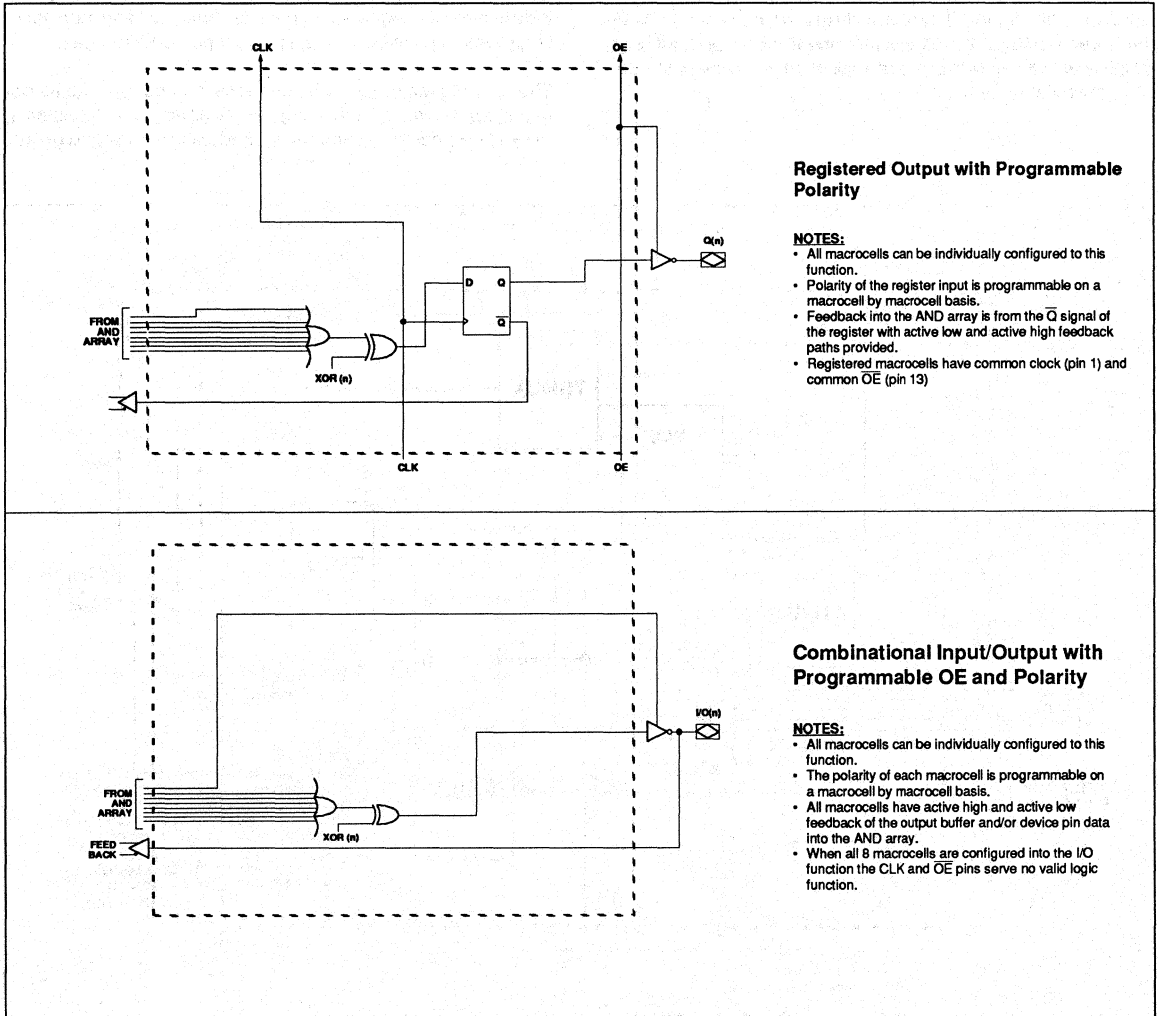 CLK
OE
Registered Output with Programmable
Polarity
NOTES:
• All macrocells can be individually configured to this
function.
• Polarity of the register input is programmable on a
macrocell by macrocell basis.
• Feedback into the AND array is from the Q̅ signal of
the register with active low and active high feedback
paths provided.
• Registered macrocells have common clock (pin 1) and
common O̅E̅ (pin 13)
Q(n)
D Q
Q̅
FROM
AND
ARRAY
XOR (n)
CLK
OE
Combinational Input/Output with
Programmable OE and Polarity
NOTES:
• All macrocells can be individually configured to this
function.
• The polarity of each macrocell is programmable on
a macrocell by macrocell basis.
• All macrocells have active high and active low
feedback of the output buffer and/or device pin data
into the AND array.
• When all 8 macrocells are configured into the I/O
function the CLK and O̅E̅ pins serve no valid logic
function.
I/O(n)
FROM
AND
ARRAY
XOR (n)
FEED
BACK